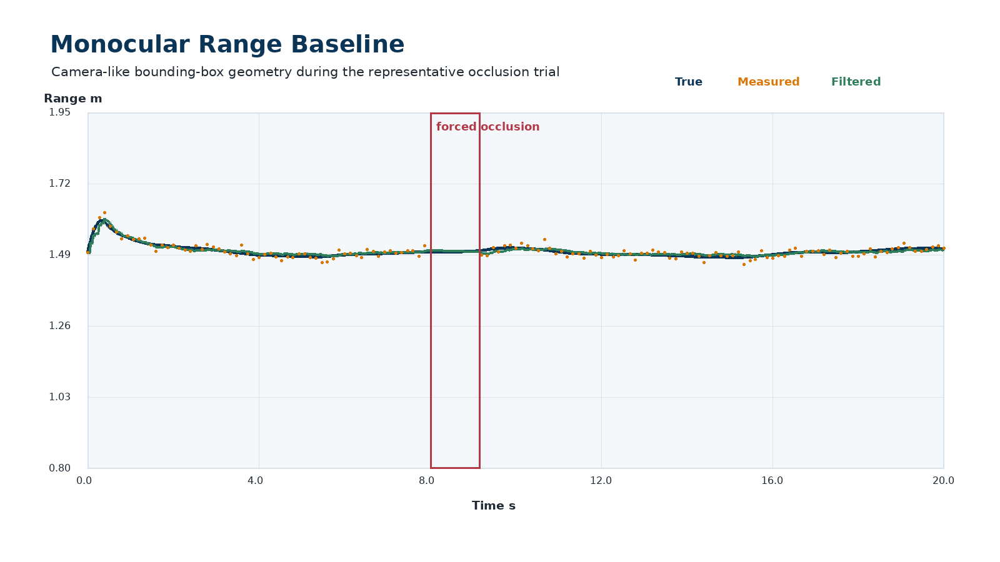 Monocular Range Baseline
Camera-like bounding-box geometry during the representative occlusion trial
True Measured Filtered
Range m
1.95
forced occlusion
1.72
1.49
1.26
1.03
0.80
0.0 4.0 8.0 12.0 16.0 20.0
Time s